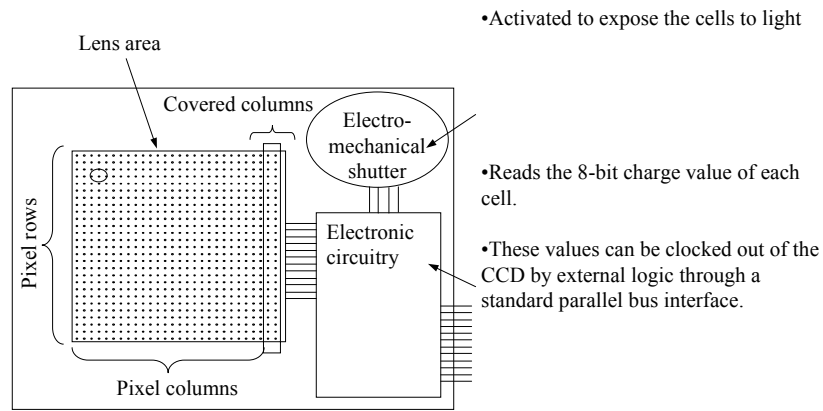 •Activated to expose the cells to light
Lens area
Covered columns
Electro-
mechanical
shutter
•Reads the 8-bit charge value of each
cell.
Pixel rows
Electronic
circuitry
•These values can be clocked out of the
CCD by external logic through a
standard parallel bus interface.
Pixel columns